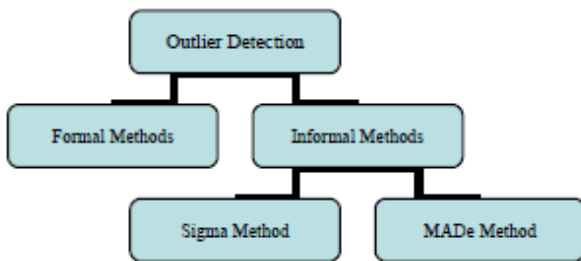 Outlier Detection
Formal Methods
Informal Methods
Sigma Method
MADe Method